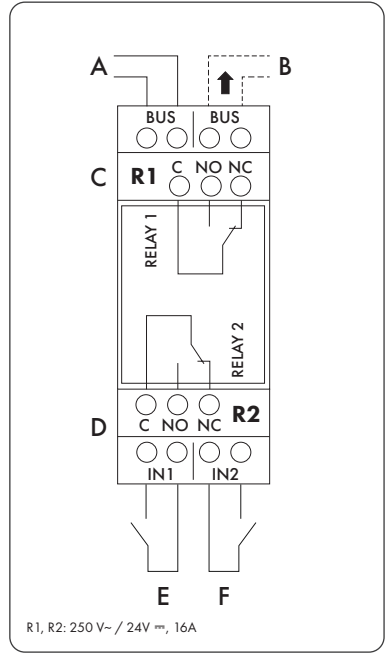 A B
BUS BUS
C R1 C NO NC
RELAY 1
RELAY 2
D C NO NC R2
IN1 IN2
E F
R1, R2: 250 V~ / 24V ⎓, 16A